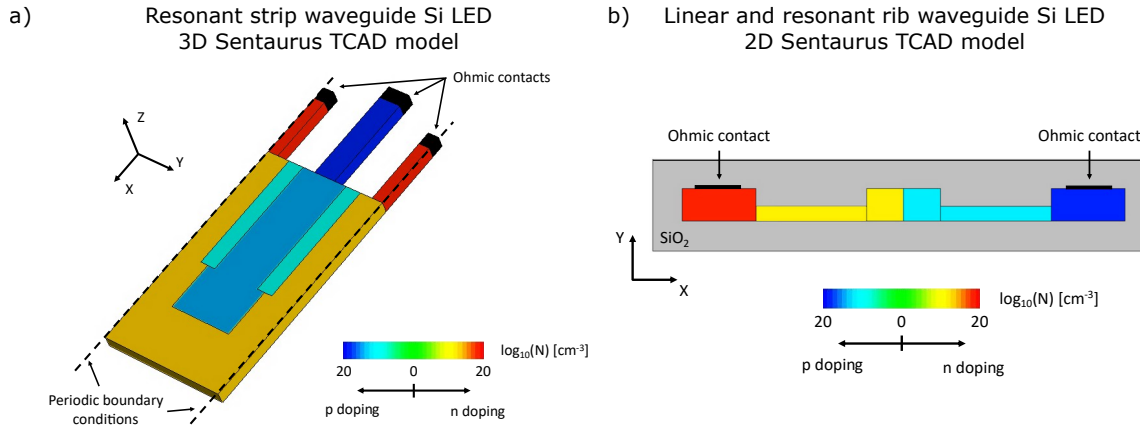 a) Resonant strip waveguide Si LED
3D Sentaurus TCAD model
Ohmic contacts
Z
Y
X
log10(N) [cm-3]
20 0 20
p doping n doping
Periodic boundary
conditions
b) Linear and resonant rib waveguide Si LED
2D Sentaurus TCAD model
Ohmic contact Ohmic contact
SiO2
Y
X
log10(N) [cm-3]
20 0 20
p doping n doping